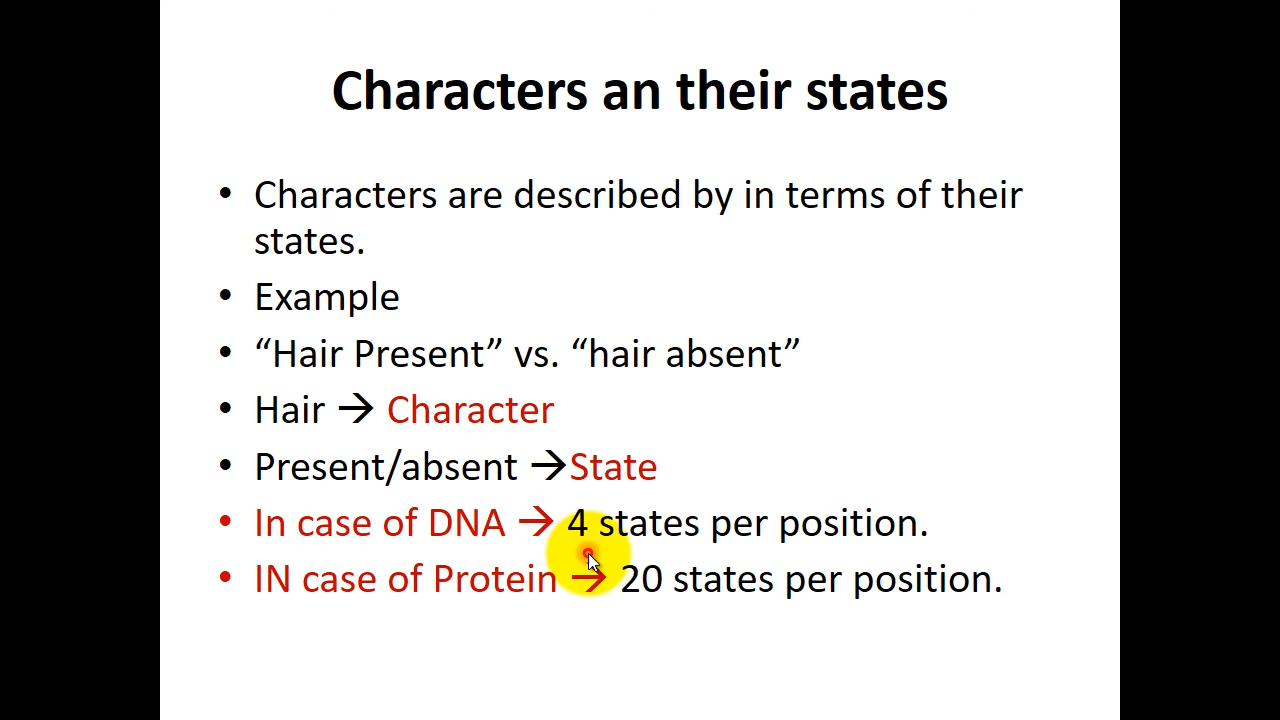 Characters an their states
• Characters are described by in terms of their
states.
• Example
• “Hair Present” vs. “hair absent”
• Hair → Character
• Present/absent →State
• In case of DNA → 4 states per position.
• IN case of Protein → 20 states per position.